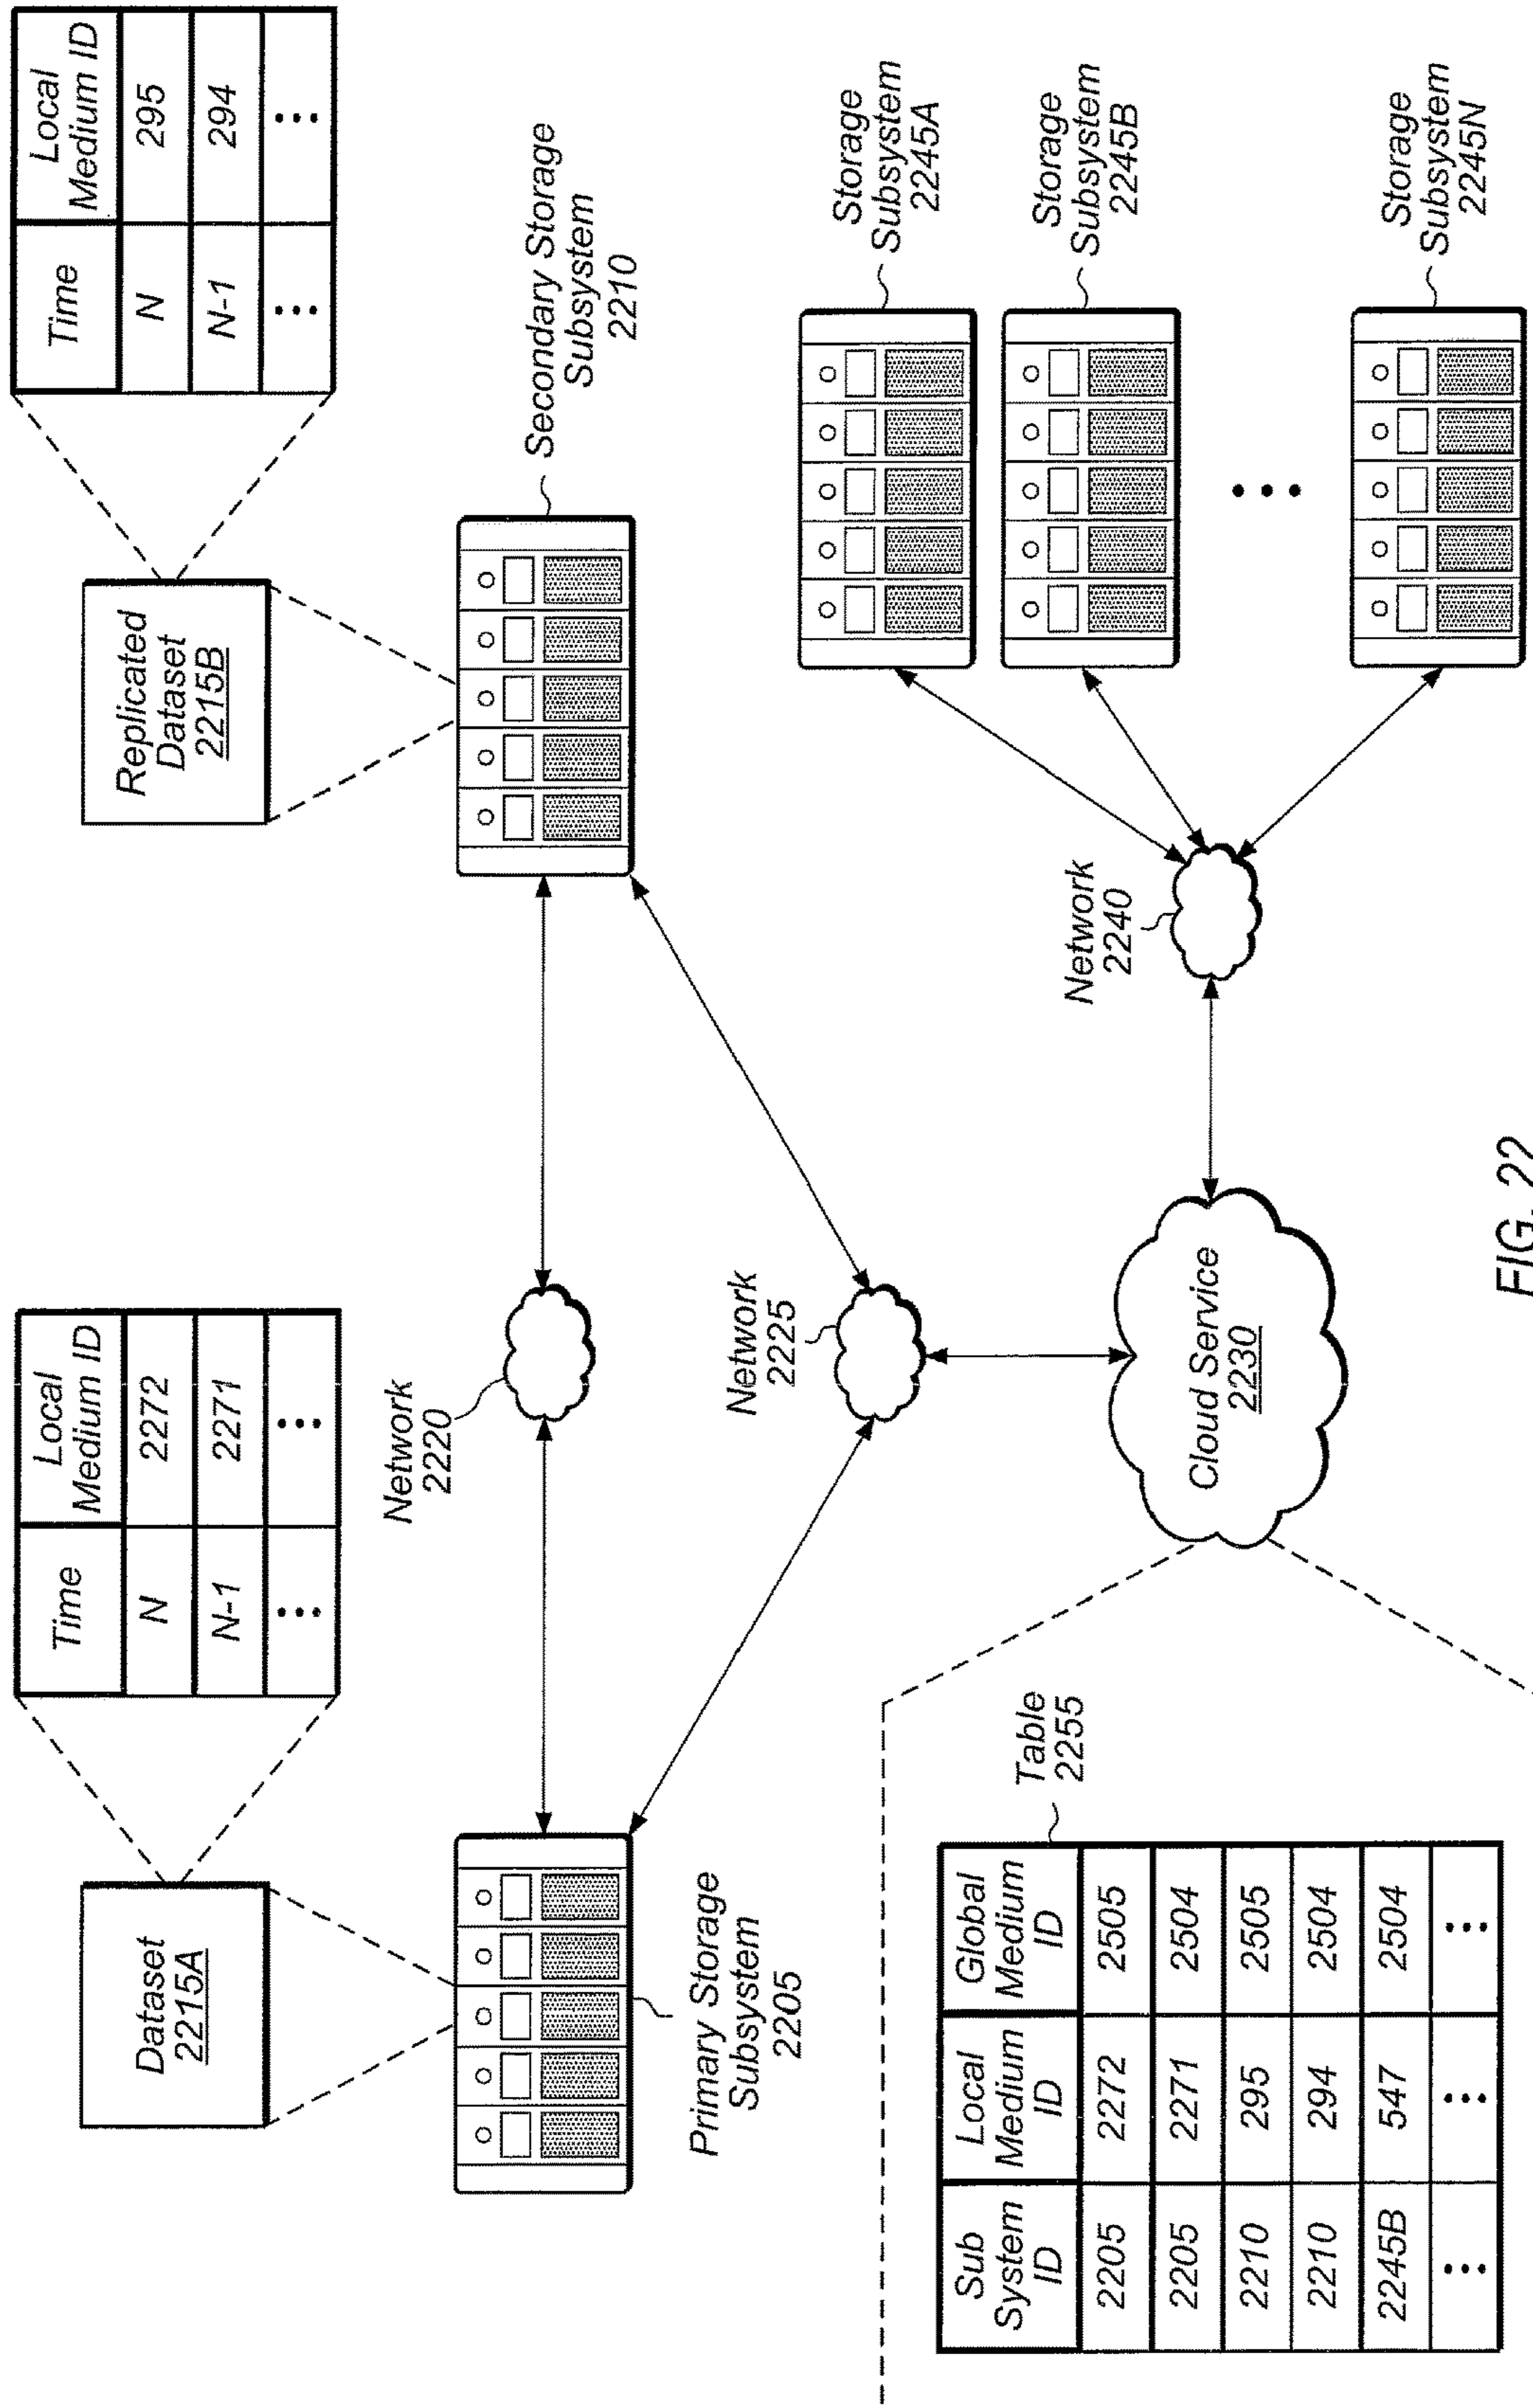 Time Local
Medium ID
N 2272
N-1 2271
••• •••
Time Local
Medium ID
N 295
N-1 294
••• •••
Dataset
2215A
Replicated
Dataset
2215B
Network
2220
Secondary Storage
Subsystem
2210
Primary Storage
Subsystem
2205
Network
2225
Storage
Subsystem
2245A
Storage
Subsystem
2245B
•••
Storage
Subsystem
2245N
Network
2240
Cloud Service
2230
Table
2255
Sub
System
ID Local
Medium
ID Global
Medium
ID
2205 2272 2505
2205 2271 2504
2210 295 2505
2210 294 2504
2245B 547 2504
••• ••• •••
FIG. 22